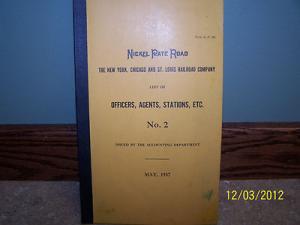 NICKEL PLATE ROAD
THE NEW YORK, CHICAGO AND ST. LOUIS RAILROAD COMPANY
LIST OF
OFFICERS, AGENTS, STATIONS, ETC.
No. 2
ISSUED BY THE ACCOUNTING DEPARTMENT
MAY, 1937
12/03/2012